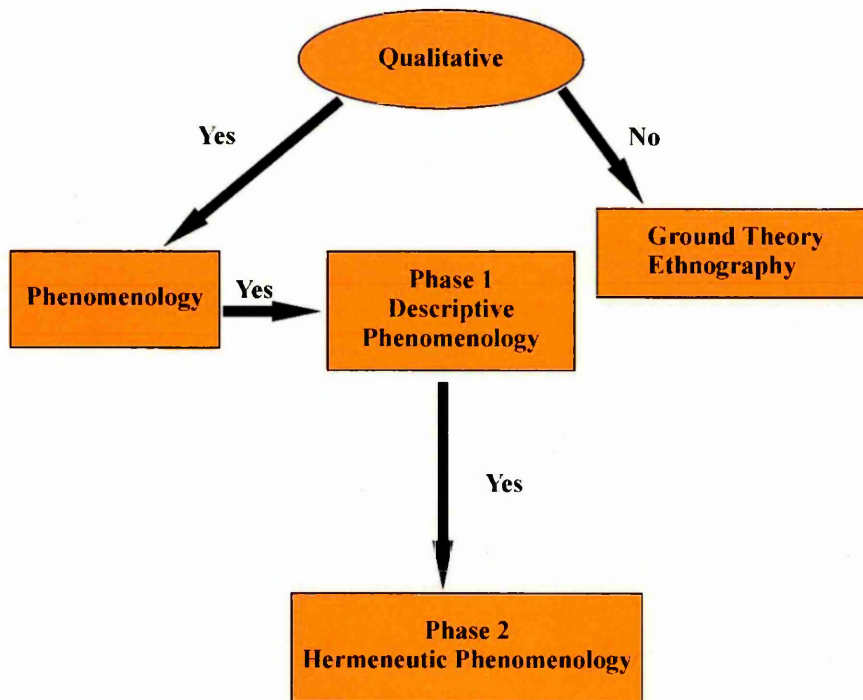 Qualitative
Yes
No
Ground Theory
Ethnography
Phenomenology
Yes
Phase 1
Descriptive
Phenomenology
Yes
Phase 2
Hermeneutic Phenomenology